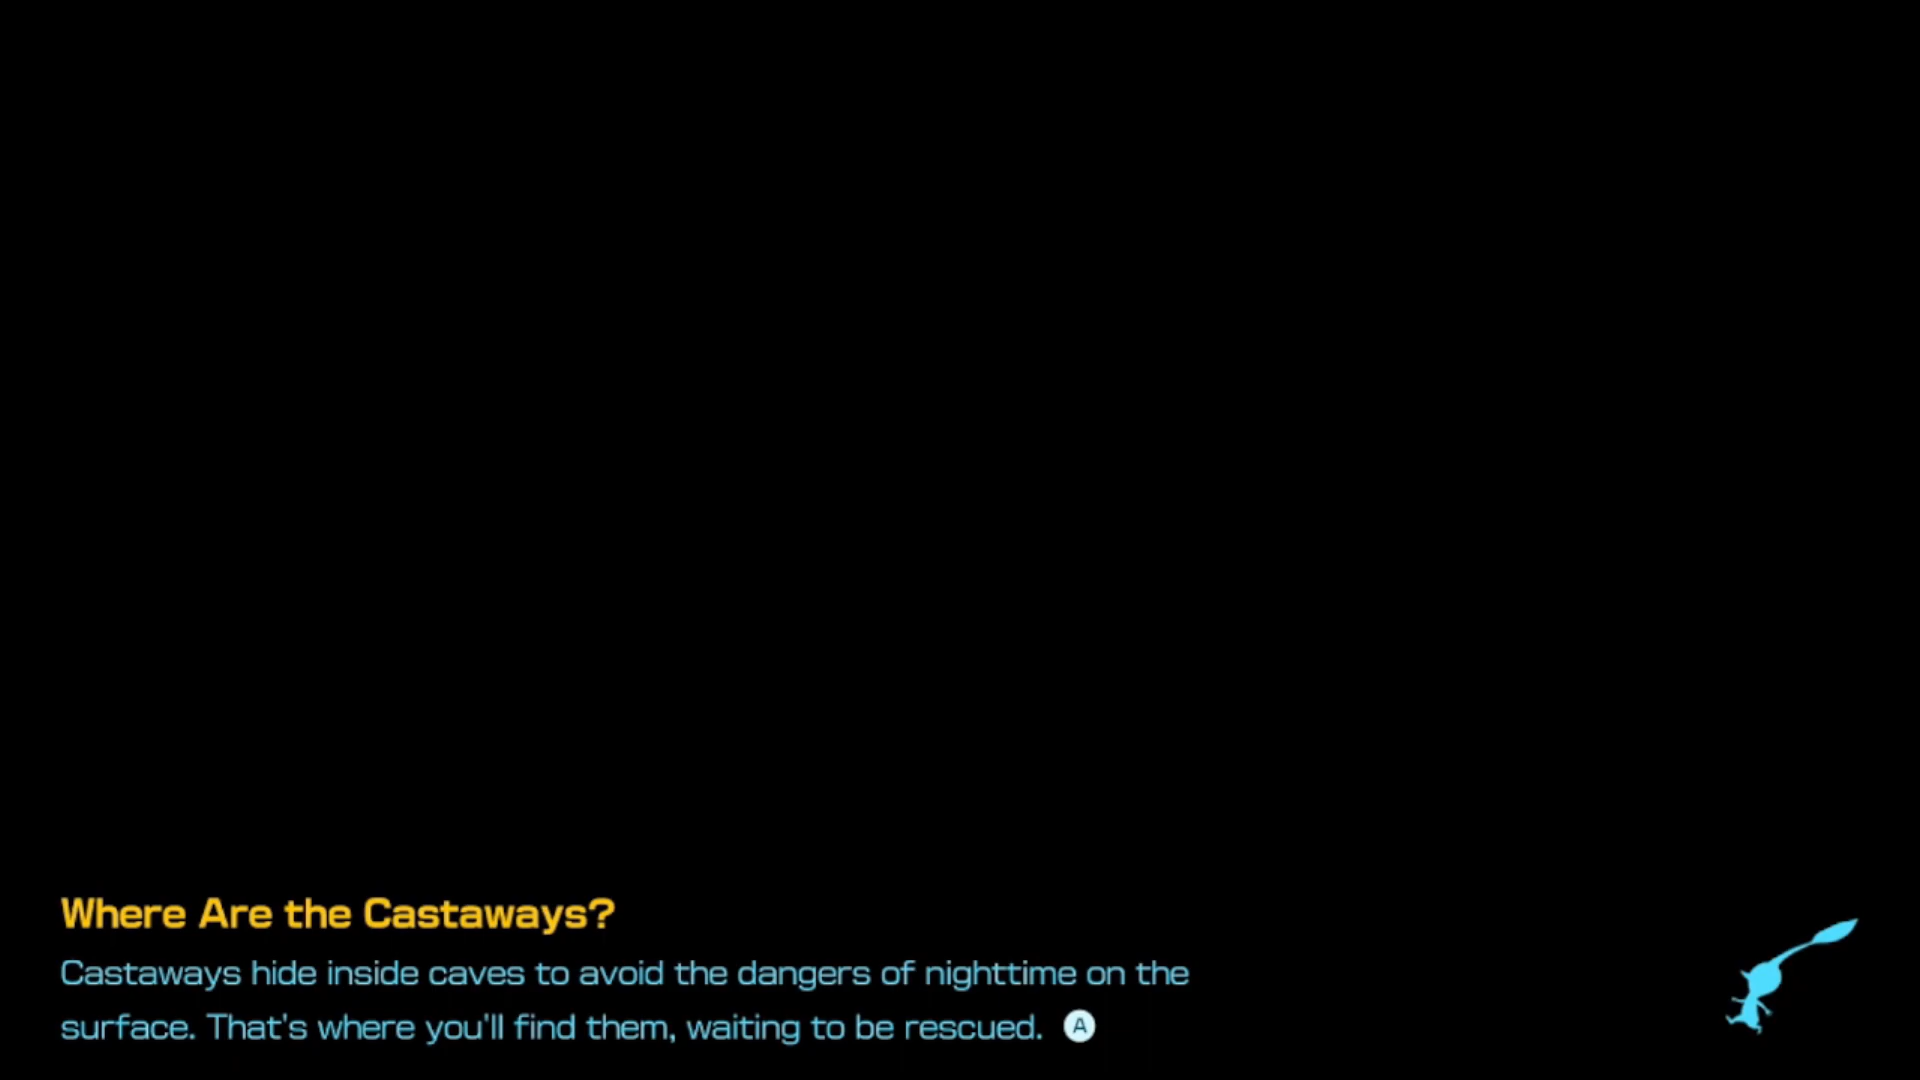 Where Are the Castaways?
Castaways hide inside caves to avoid the dangers of nighttime on the
surface. That's where you'll find them, waiting to be rescued. A